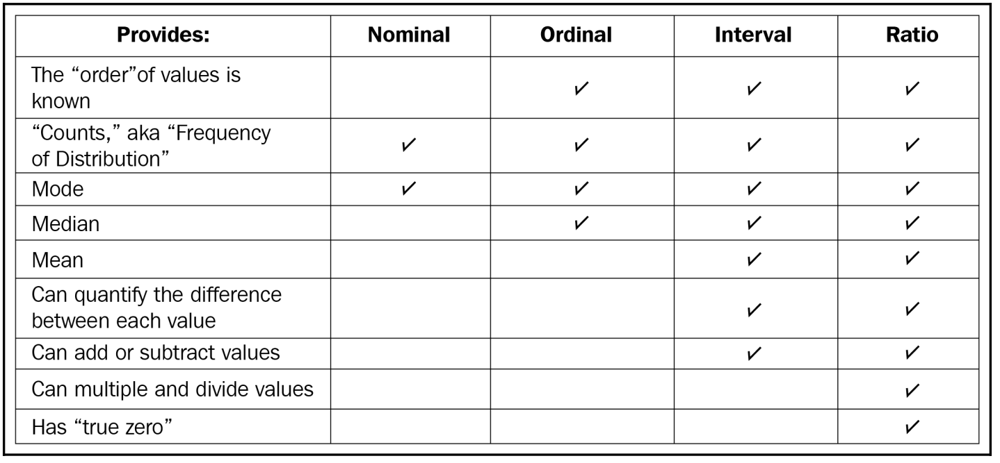 Provides: Nominal Ordinal Interval Ratio
The “order”of values is
known ✓ ✓ ✓
“Counts,” aka “Frequency
of Distribution” ✓ ✓ ✓ ✓
Mode ✓ ✓ ✓ ✓
Median ✓ ✓ ✓
Mean ✓ ✓
Can quantify the difference
between each value ✓ ✓
Can add or subtract values ✓ ✓
Can multiple and divide values ✓
Has “true zero” ✓